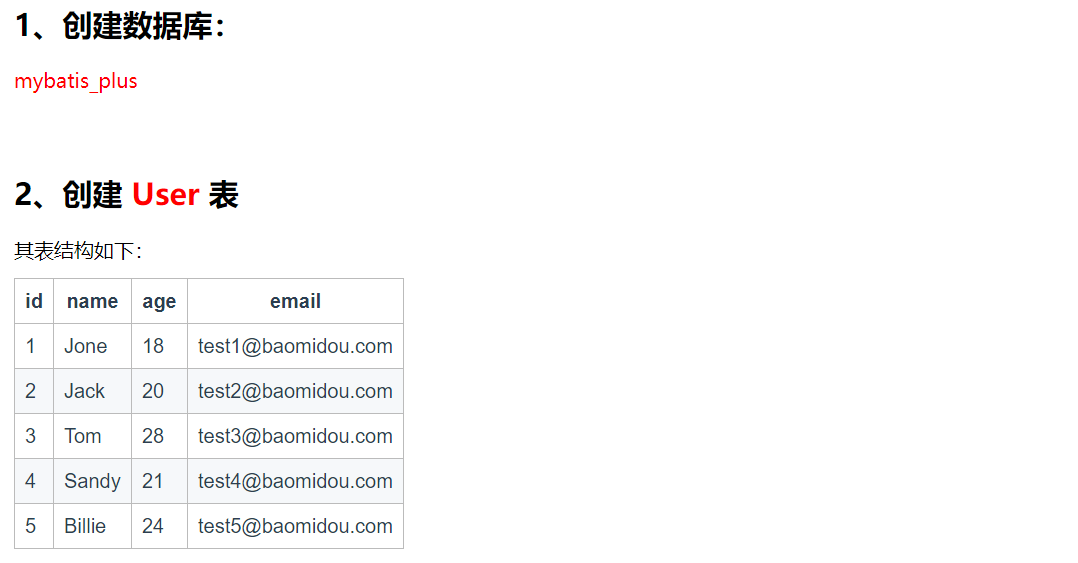 1、创建数据库：
mybatis_plus
2、创建 User 表
其表结构如下：
id name age email
1 Jone 18 test1@baomidou.com
2 Jack 20 test2@baomidou.com
3 Tom 28 test3@baomidou.com
4 Sandy 21 test4@baomidou.com
5 Billie 24 test5@baomidou.com